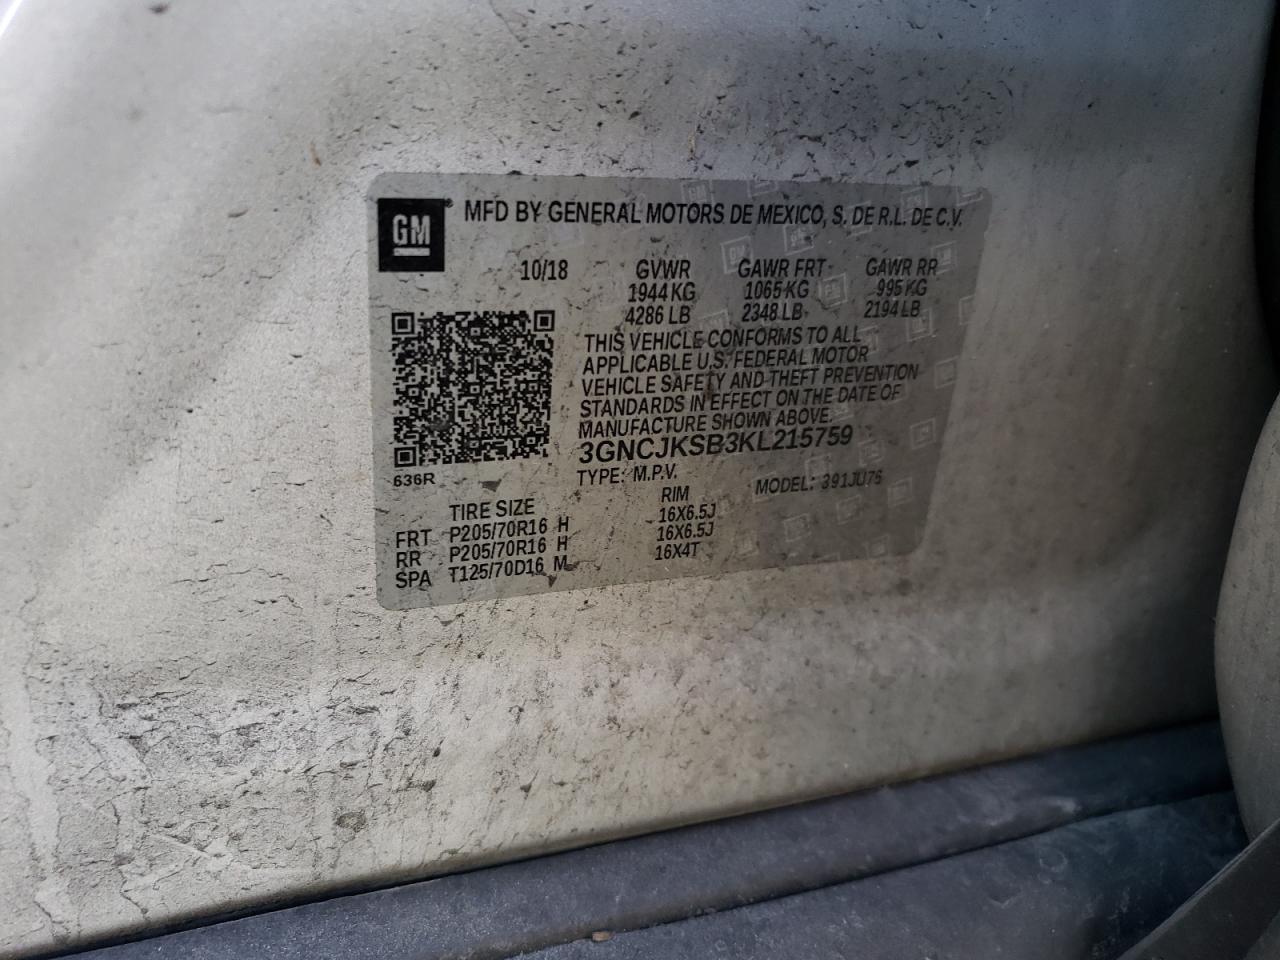 GM ® MFD BY GENERAL MOTORS DE MEXICO, S. DE R.L. DE C.V.
10/18 GVWR GAWR FRT GAWR RR
1944 KG 1065 KG 995 KG
4286 LB 2348 LB 2194 LB
THIS VEHICLE CONFORMS TO ALL
APPLICABLE U.S. FEDERAL MOTOR
VEHICLE SAFETY AND THEFT PREVENTION
STANDARDS IN EFFECT ON THE DATE OF
MANUFACTURE SHOWN ABOVE.
3GNCJKSB3KL215759
636R TYPE: M.P.V. MODEL: 391JU76
TIRE SIZE RIM
FRT P205/70R16 H 16X6.5J
RR P205/70R16 H 16X6.5J
SPA T125/70D16 M 16X4T